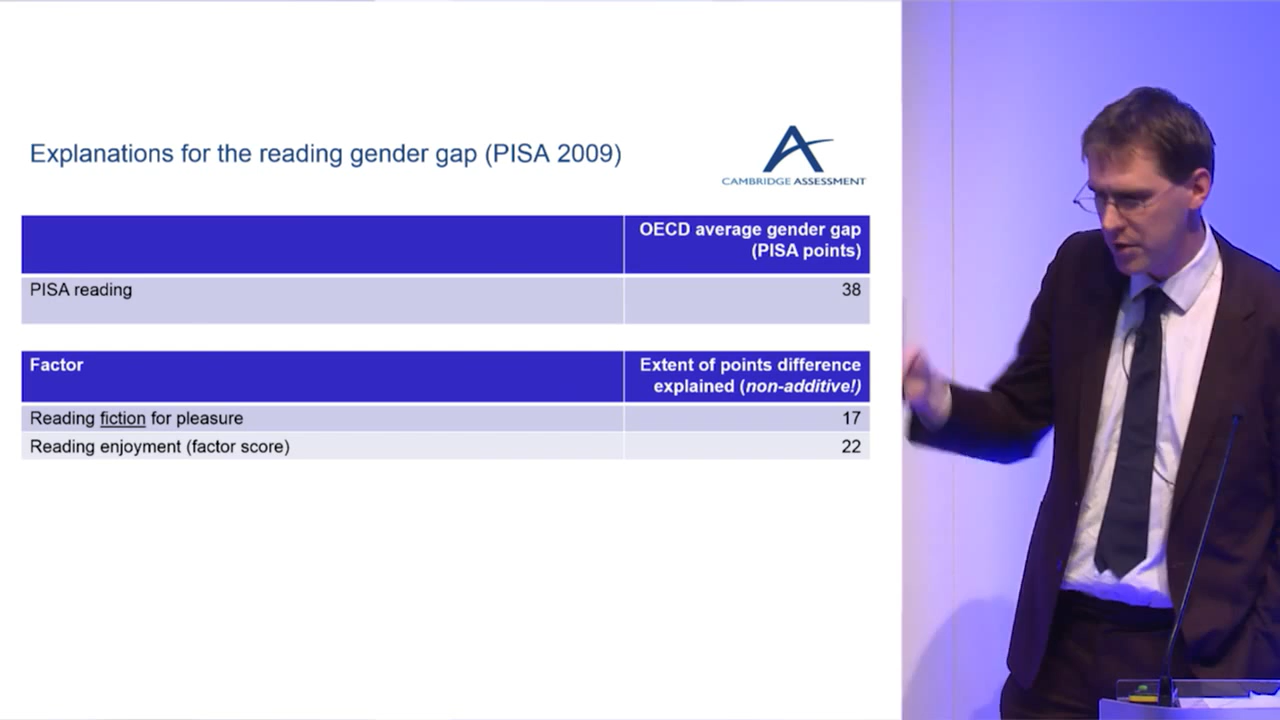 Explanations for the reading gender gap (PISA 2009)
CAMBRIDGE ASSESSMENT
OECD average gender gap
(PISA points)
PISA reading 38
Factor Extent of points difference
explained (non-additive!)
Reading fiction for pleasure 17
Reading enjoyment (factor score) 22